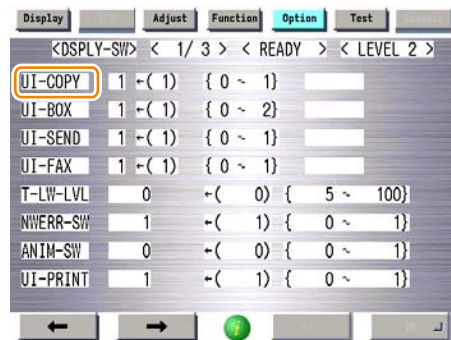 Display Adjust Function Option Test
<DSPLY-SW> < 1/ 3 > < READY > < LEVEL 2 >
UI-COPY 1 ←( 1) { 0 ~ 1}
UI-BOX 1 ←( 1) { 0 ~ 2}
UI-SEND 1 ←( 1) { 0 ~ 1}
UI-FAX 1 ←( 1) { 0 ~ 1}
T-LW-LVL 0 ←( 0) { 5 ~ 100}
NWERR-SW 1 ←( 1) { 0 ~ 1}
ANIM-SW 0 ←( 0) { 0 ~ 1}
UI-PRINT 1 ←( 1) { 0 ~ 1}
← → i +/- OK ↵